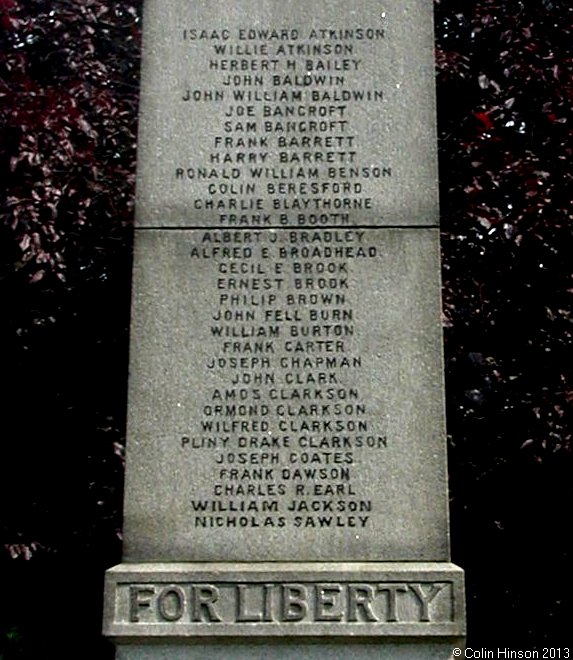 ISAAC EDWARD ATKINSON
WILLIE ATKINSON
HERBERT H BAILEY
JOHN BALDWIN
JOHN WILLIAM BALDWIN
JOE BANCROFT
SAM BANCROFT
FRANK BARRETT
HARRY BARRETT
RONALD WILLIAM BENSON
COLIN BERESFORD
CHARLIE BLAYTHORNE
FRANK B. BOOTH.
ALBERT J. BRADLEY
ALFRED E. BROADHEAD
CECIL E. BROOK.
ERNEST BROOK
PHILIP BROWN
JOHN FELL BURN
WILLIAM BURTON
FRANK CARTER
JOSEPH CHAPMAN
JOHN CLARK.
AMOS CLARKSON
ORMOND CLARKSON
WILFRED CLARKSON
PLINY DRAKE CLARKSON
JOSEPH COATES
FRANK DAWSON
CHARLES R. EARL
WILLIAM JACKSON
NICHOLAS SAWLEY
FOR LIBERTY
© Colin Hinson 2013